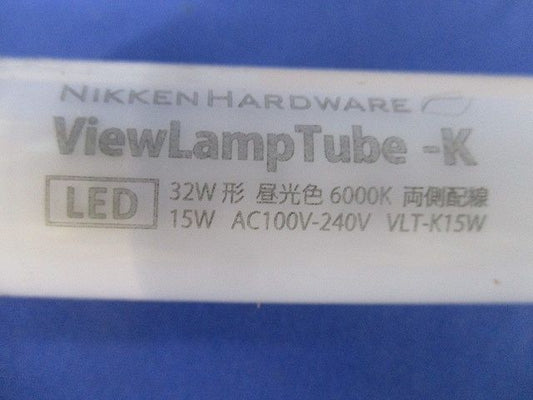 NIKKEN HARDWARE
ViewLampTube -K
LED
32W形 昼光色 6000K 両側配線
15W AC100V-240V VLT-K15W